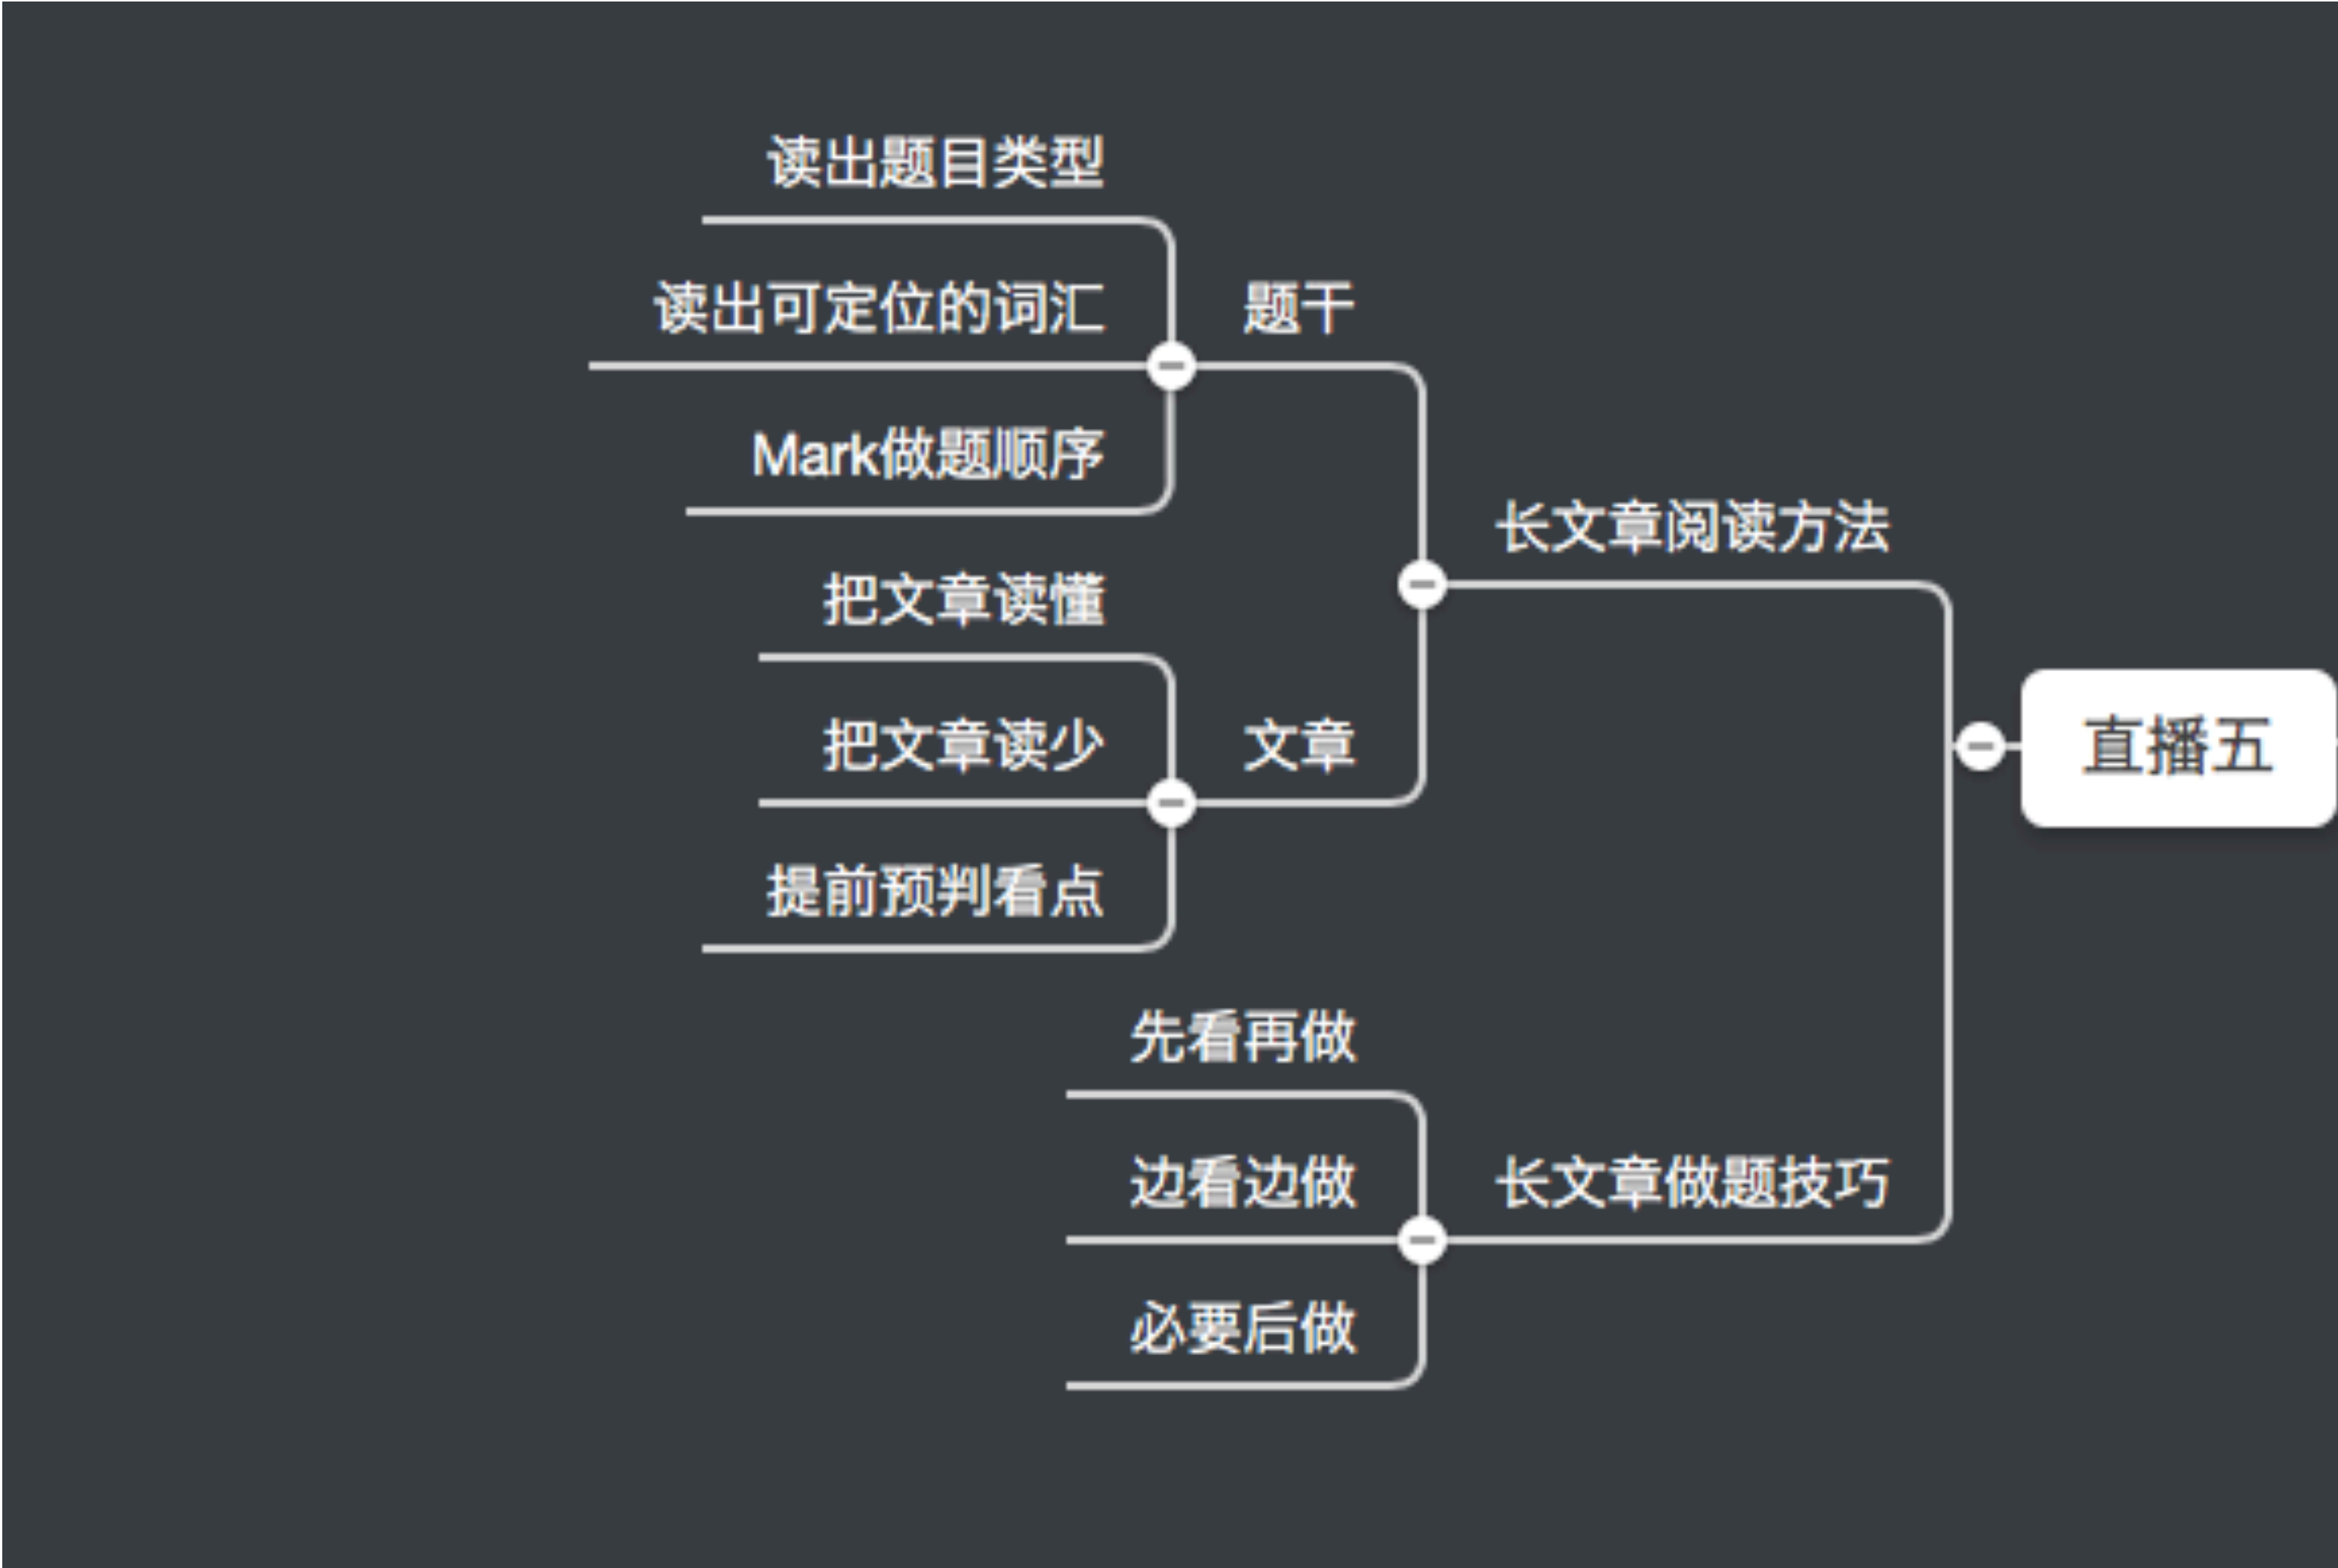 读出题目类型
读出可定位的词汇
题干
Mark做题顺序
长文章阅读方法
把文章读懂
把文章读少
文章
直播五
提前预判看点
先看再做
边看边做
长文章做题技巧
必要后做